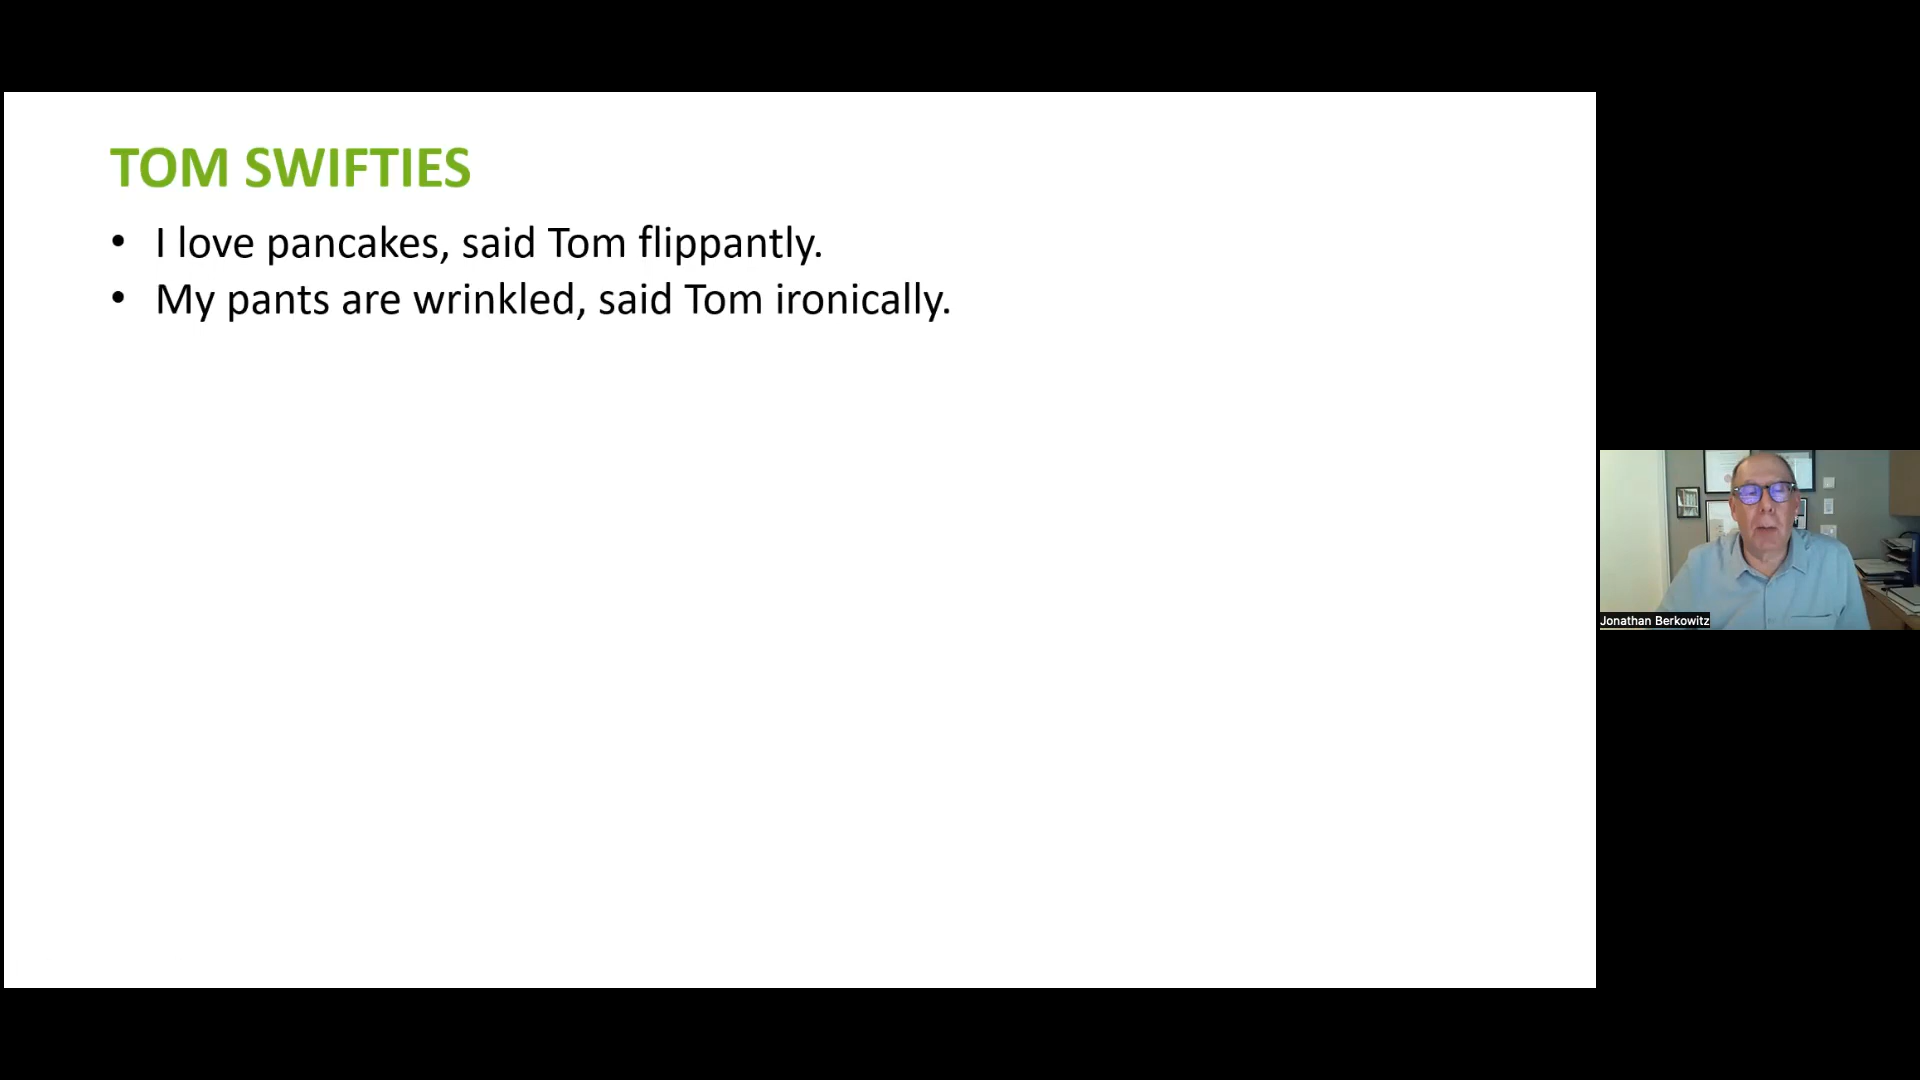 TOM SWIFTIES
• I love pancakes, said Tom flippantly.
• My pants are wrinkled, said Tom ironically.
Jonathan Berkowitz